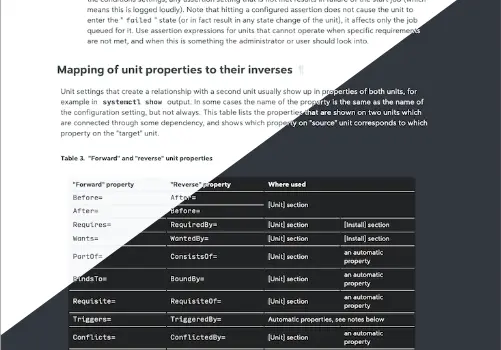 the conditions settings, any assertion setting that is not met results in failure of the start job (which
means this is logged loudly). Note that hitting a configured assertion does not cause the unit to
enter the " failed " state (or in fact result in any state change of the unit), it affects only the job
queued for it. Use assertion expressions for units that cannot operate when specific requirements
are not met, and when this is something the administrator or user should look into.
Mapping of unit properties to their inverses ¶
Unit settings that create a relationship with a second unit usually show up in properties of both units, for
example in systemctl show output. In some cases the name of the property is the same as the name of
the configuration setting, but not always. This table lists the properties that are shown on two units which
are connected through some dependency, and shows which property on "source" unit corresponds to which
property on the "target" unit.
Table 3. "Forward" and "reverse" unit properties
"Forward" property "Reverse" property Where used
Before= After= [Unit] section
After= Before=
Requires= RequiredBy= [Unit] section [Install] section
Wants= WantedBy= [Unit] section [Install] section
PartOf= ConsistsOf= [Unit] section an automatic
property
BindsTo= BoundBy= [Unit] section an automatic
property
Requisite= RequisiteOf= [Unit] section an automatic
property
Triggers= TriggeredBy= Automatic properties, see notes below
Conflicts= ConflictedBy= [Unit] section an automatic
property